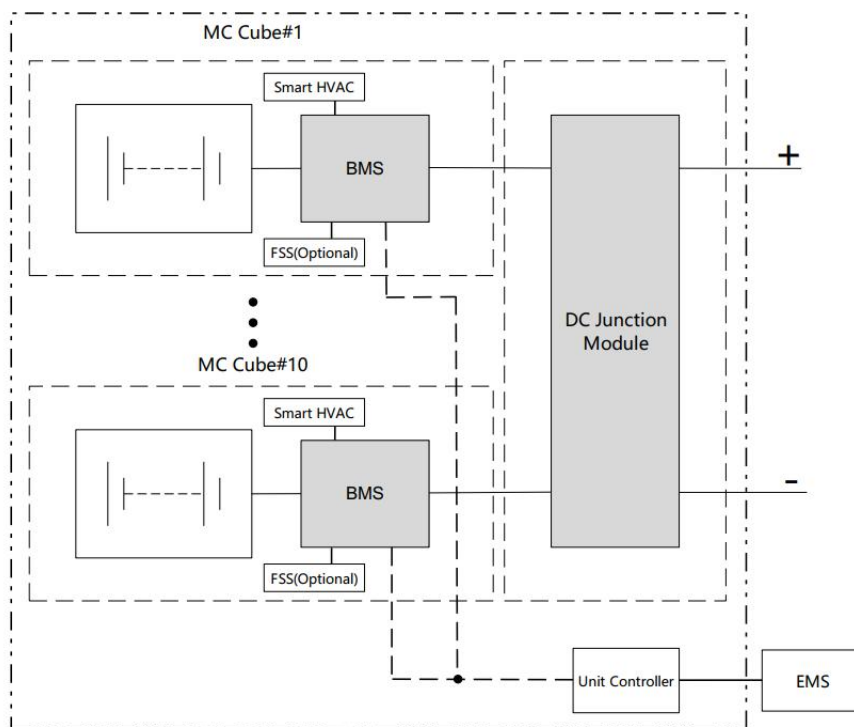 MC Cube#1
Smart HVAC
BMS
FSS(Optional)
+
DC Junction
Module
MC Cube#10
Smart HVAC
BMS
FSS(Optional)
-
Unit Controller
EMS